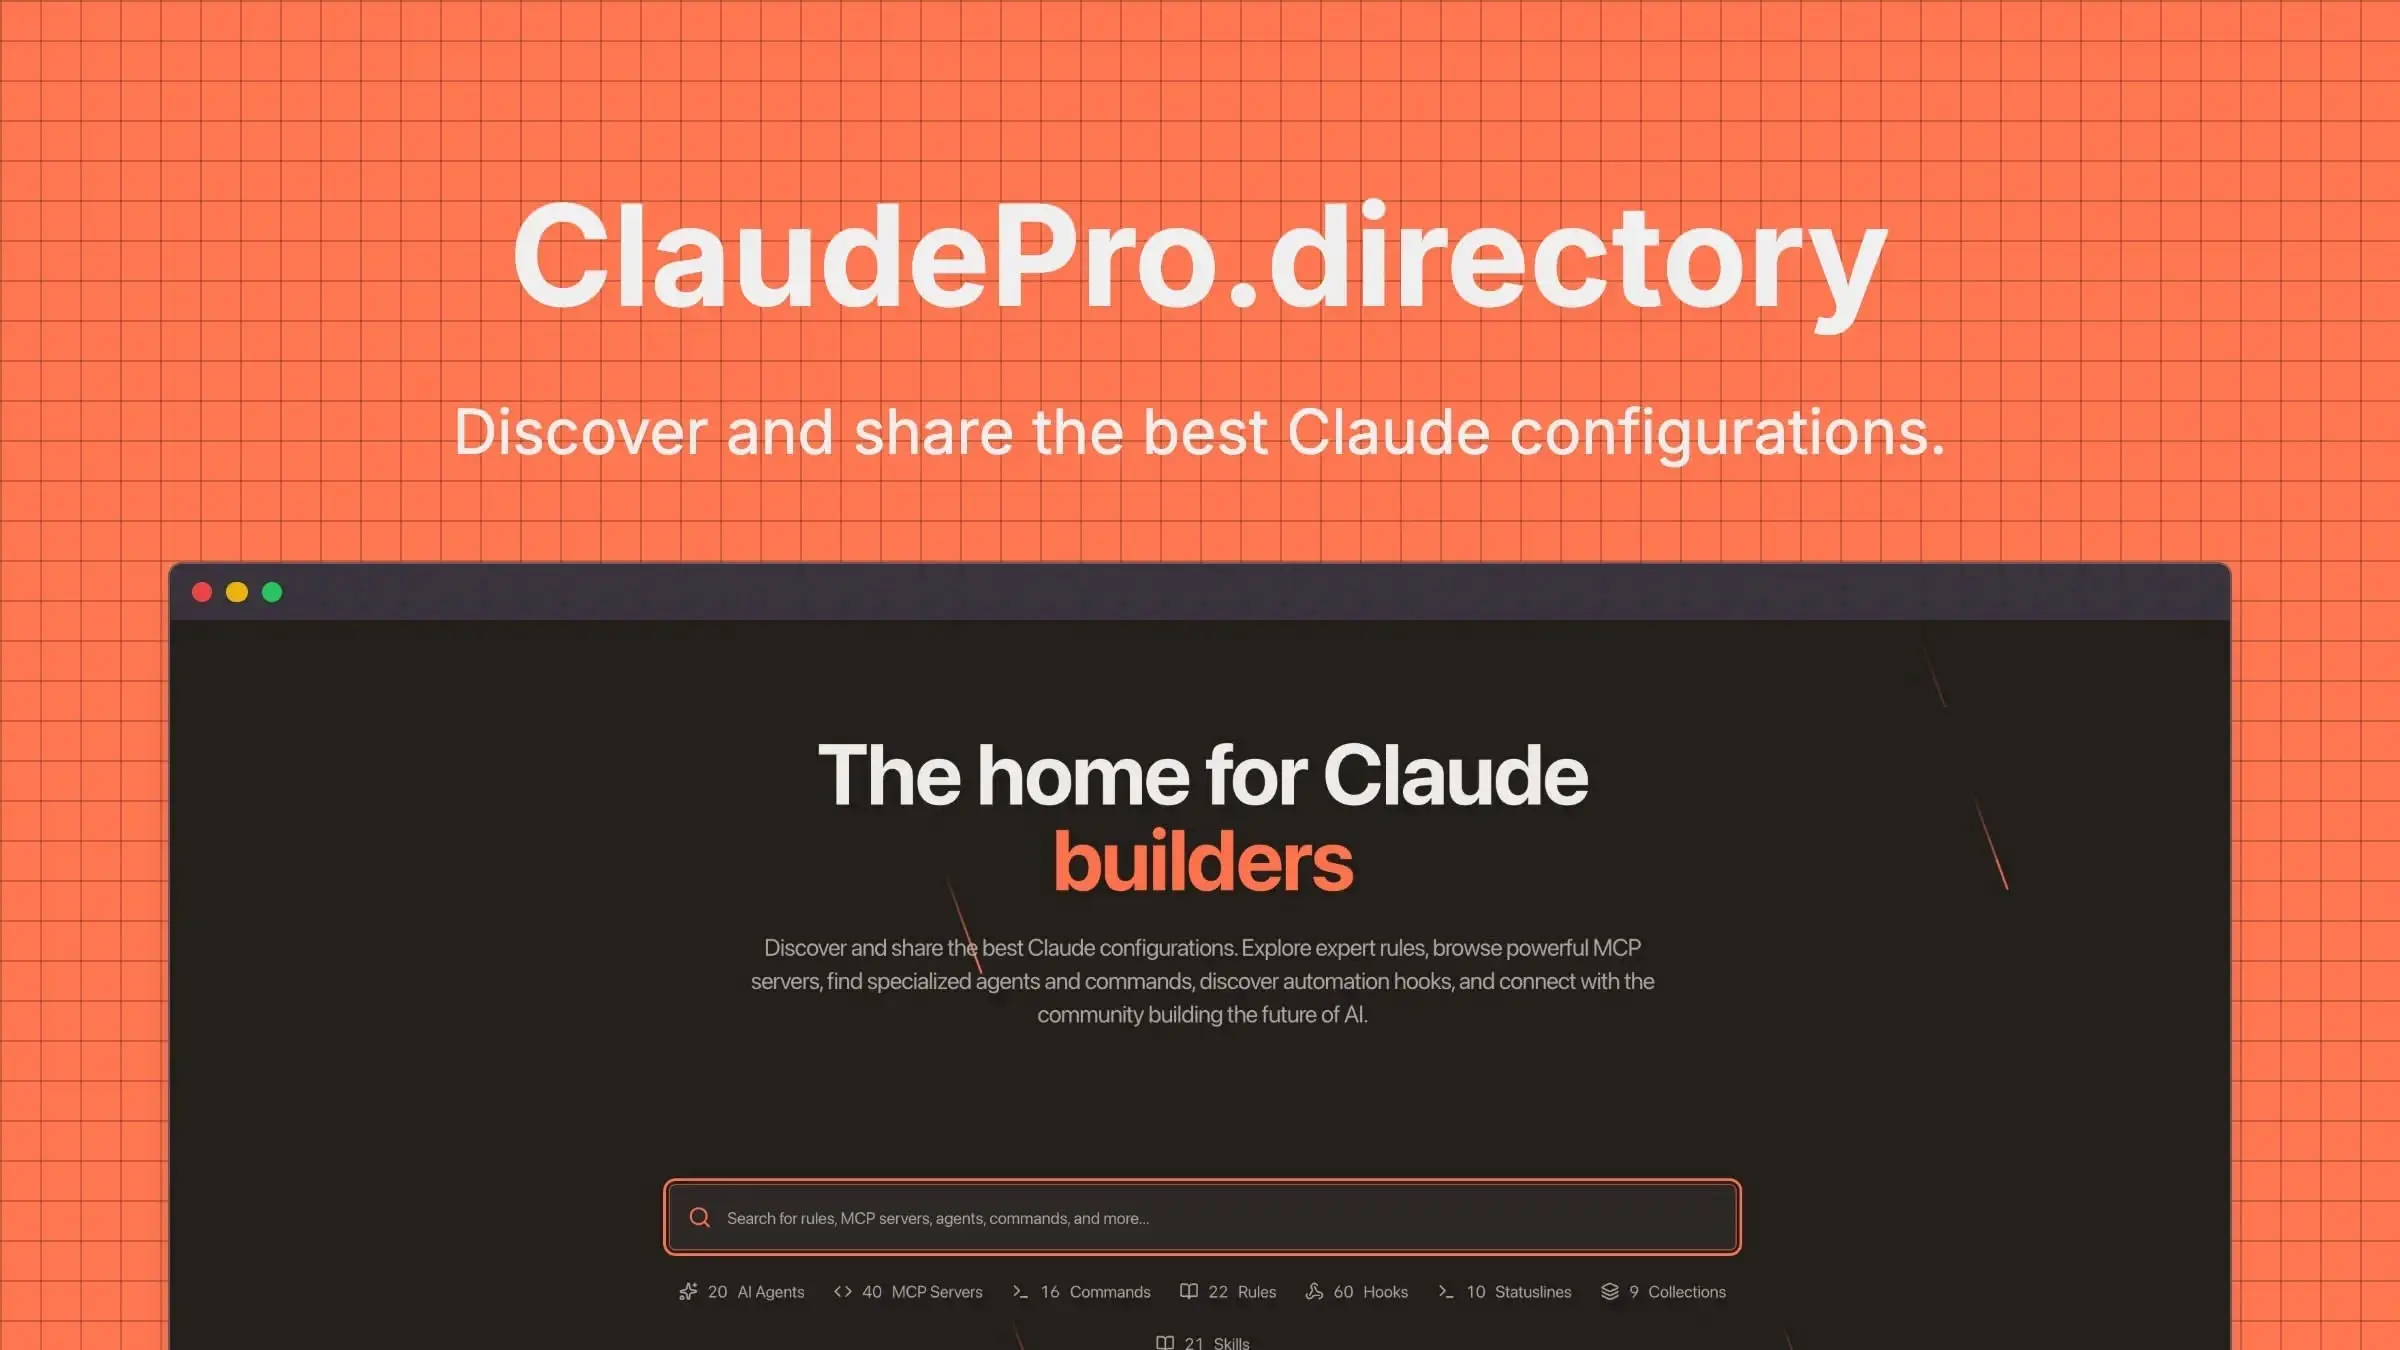 ClaudePro.directory
Discover and share the best Claude configurations.
The home for Claude
builders
Discover and share the best Claude configurations. Explore expert rules, browse powerful MCP
servers, find specialized agents and commands, discover automation hooks, and connect with the
community building the future of AI.
Search for rules, MCP servers, agents, commands, and more...
20 AI Agents 40 MCP Servers 16 Commands 22 Rules 60 Hooks 10 Statuslines 9 Collections
21 Skills